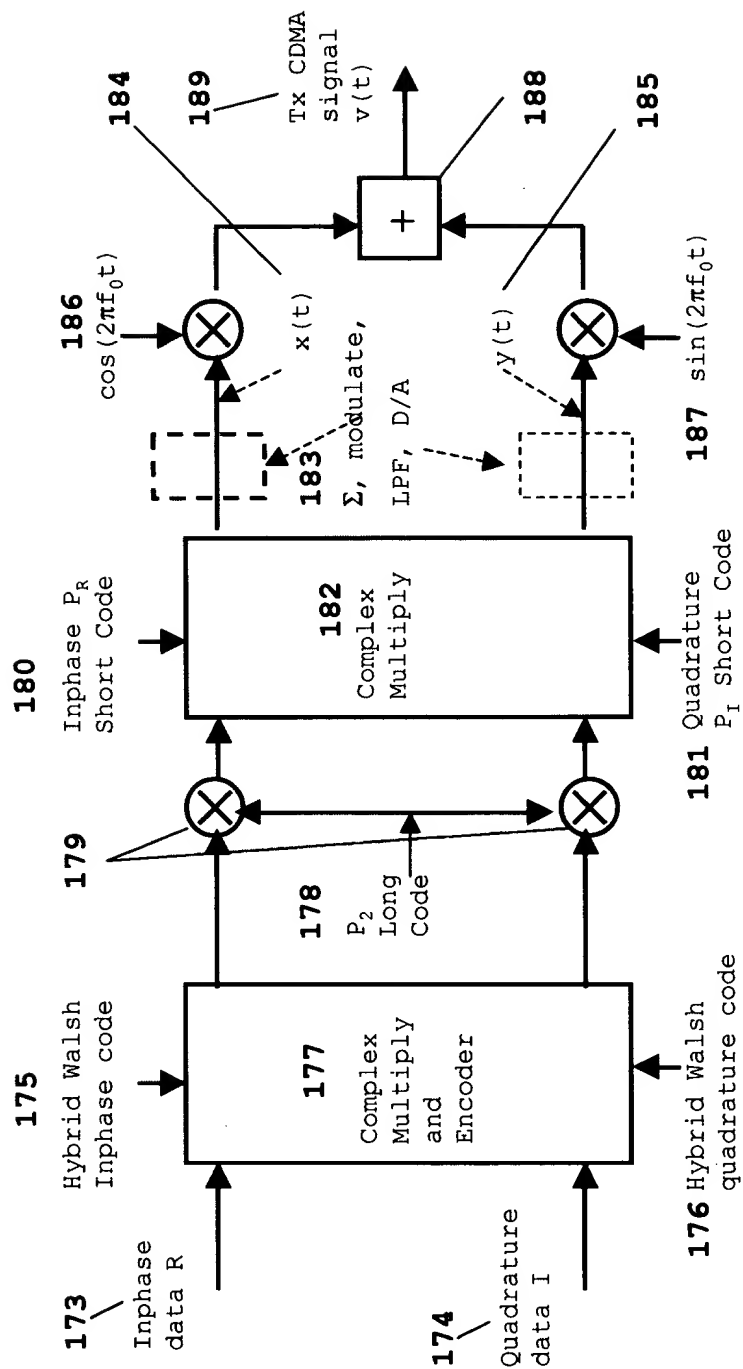 173
Inphase
data R
174
Quadrature
data I
175
Hybrid Walsh
Inphase code
177
Complex
Multiply
and
Encoder
176 Hybrid Walsh
quadrature code
179
178
P₂
Long
Code
180
Inphase P_R
Short Code
182
Complex
Multiply
181 Quadrature
P_I Short Code
183
Σ, modulate,
LPF, D/A
186
cos(2πf₀t)
x(t)
y(t)
187 sin(2πf₀t)
184
189
Tx CDMA
signal
v(t)
+
188
185